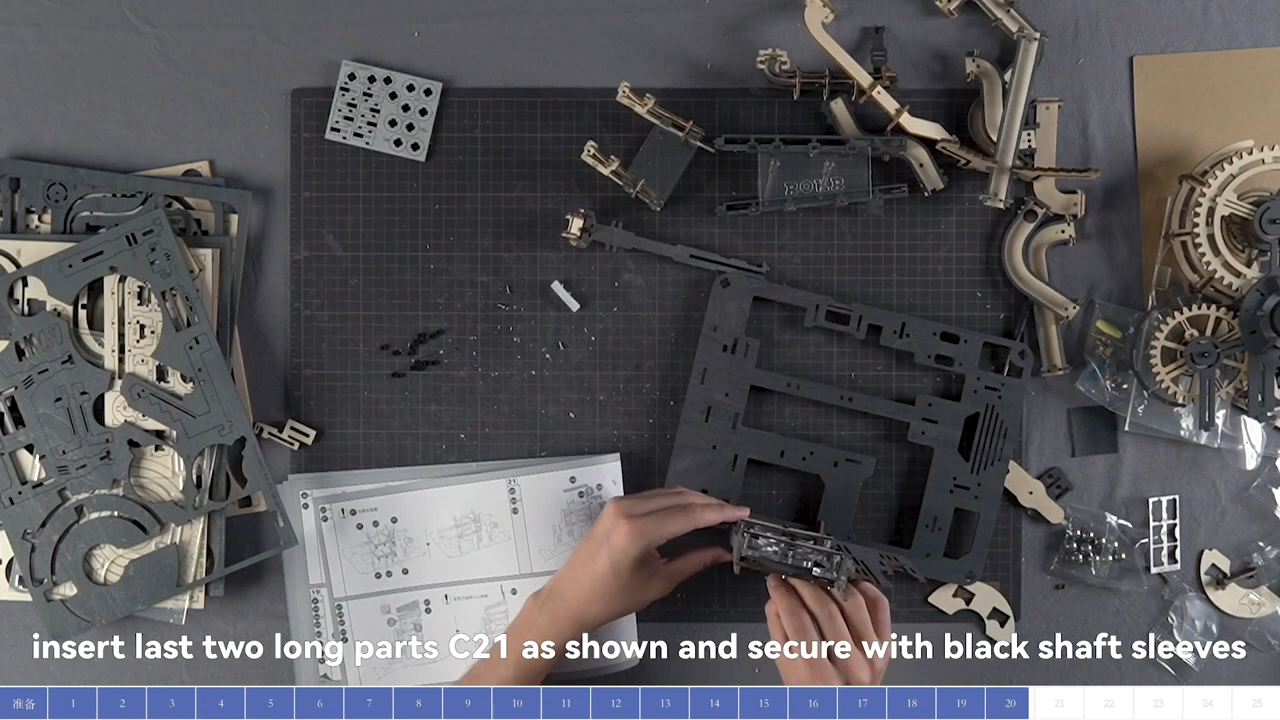 ROKR
21
19
insert last two long parts C21 as shown and secure with black shaft sleeves
准备 1 2 3 4 5 6 7 8 9 10 11 12 13 14 15 16 17 18 19 20 21 22 23 24 25